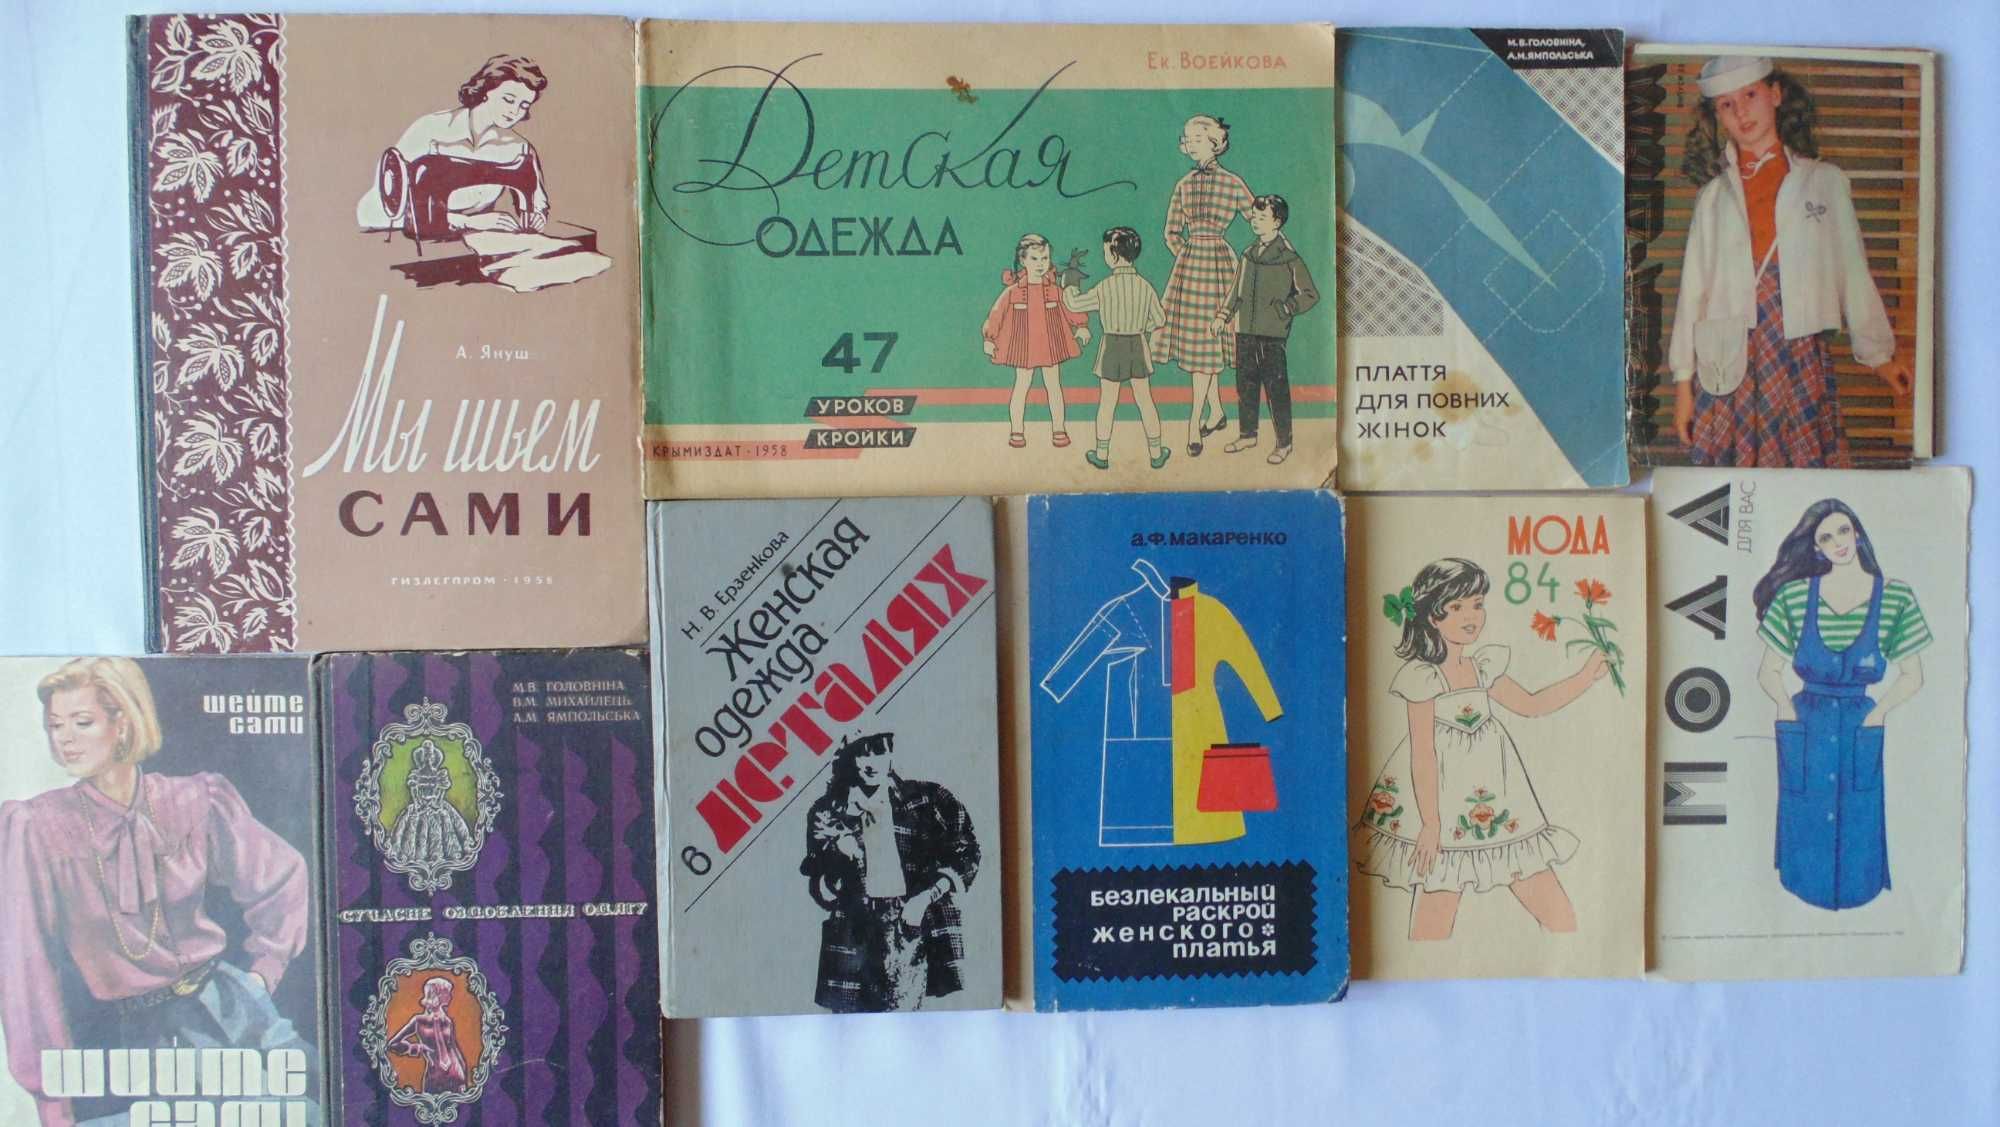 А. Януш
Мы шьем
САМИ
ГИЗЛЕГПРОМ · 1958
Ек. Воейкова
Детская
ОДЕЖДА
47
УРОКОВ
КРОЙКИ
КРЫМИЗДАТ · 1958
М.В.ГОЛОВНІНА,
А.М.ЯМПОЛЬСЬКА
ПЛАТТЯ
ДЛЯ ПОВНИХ
ЖІНОК
шейте
сами
шийте
самі
М.В. ГОЛОВНІНА
В.М. МИХАЙЛЕЦЬ
А.М. ЯМПОЛЬСЬКА
СУЧАСНЕ ОЗДОБЛЕННЯ ОДЯГУ
Н. В. Ерзенкова
Женская
одежда
в деталях
а.Ф.макаренко
безлекальный
раскрой
женского
платья
МОДА
84
МОДА
ДЛЯ ВАС